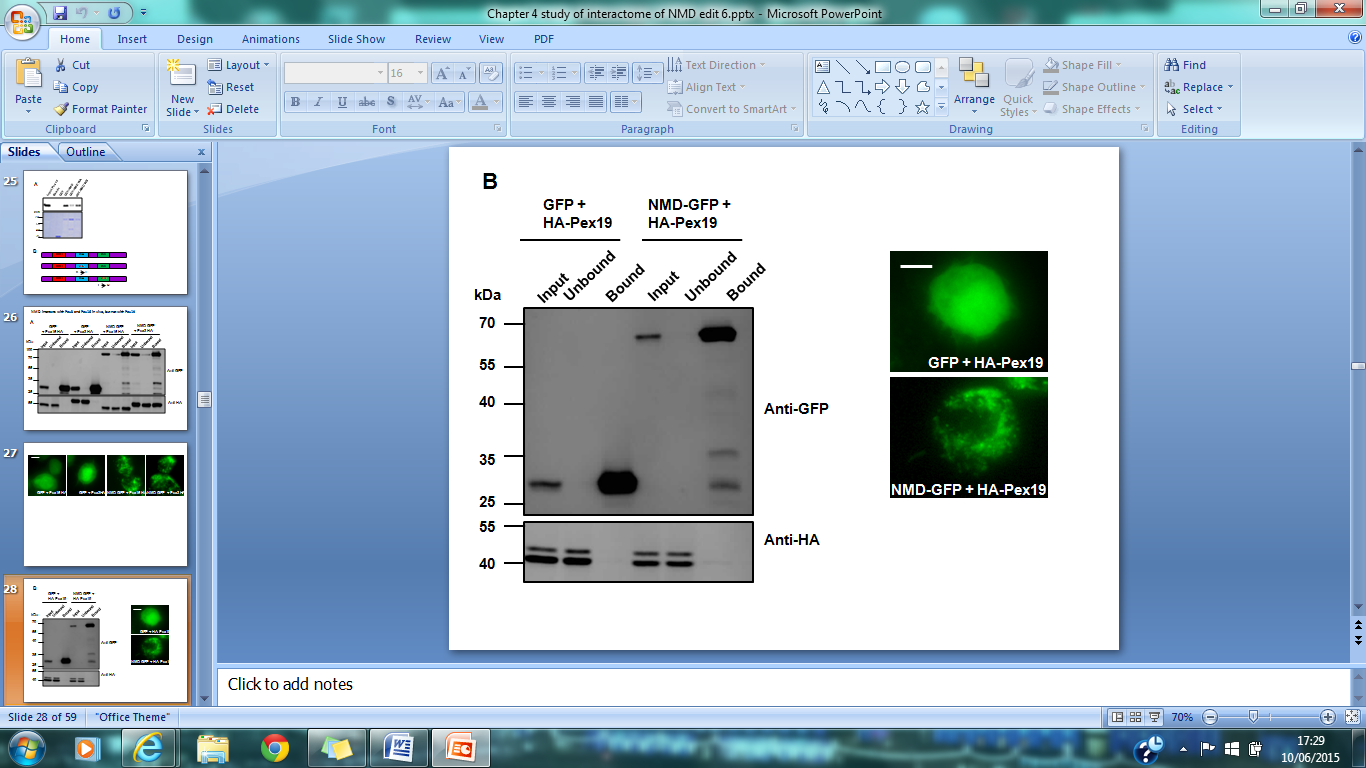 Chapter 4 study of interactome of NMD edit 6.pptx - Microsoft PowerPoint
Home Insert Design Animations Slide Show Review View PDF
Paste
Cut
Copy
Format Painter
Clipboard
New Slide
Layout
Reset
Delete
Slides
16
B I U abc S AV Aa A
Font
Text Direction
Align Text
Convert to SmartArt
Paragraph
Arrange
Quick Styles
Shape Fill
Shape Outline
Shape Effects
Drawing
Find
Replace
Select
Editing
Slides Outline x
25
A
26
27
28
B
GFP +
HA-Pex19
NMD-GFP +
HA-Pex19
Input Unbound Bound Input Unbound Bound
kDa
70
55
40
35
25
Anti-GFP
55
40
Anti-HA
GFP + HA-Pex19
NMD-GFP + HA-Pex19
Click to add notes
Slide 28 of 59 "Office Theme" 70%
17:29
10/06/2015